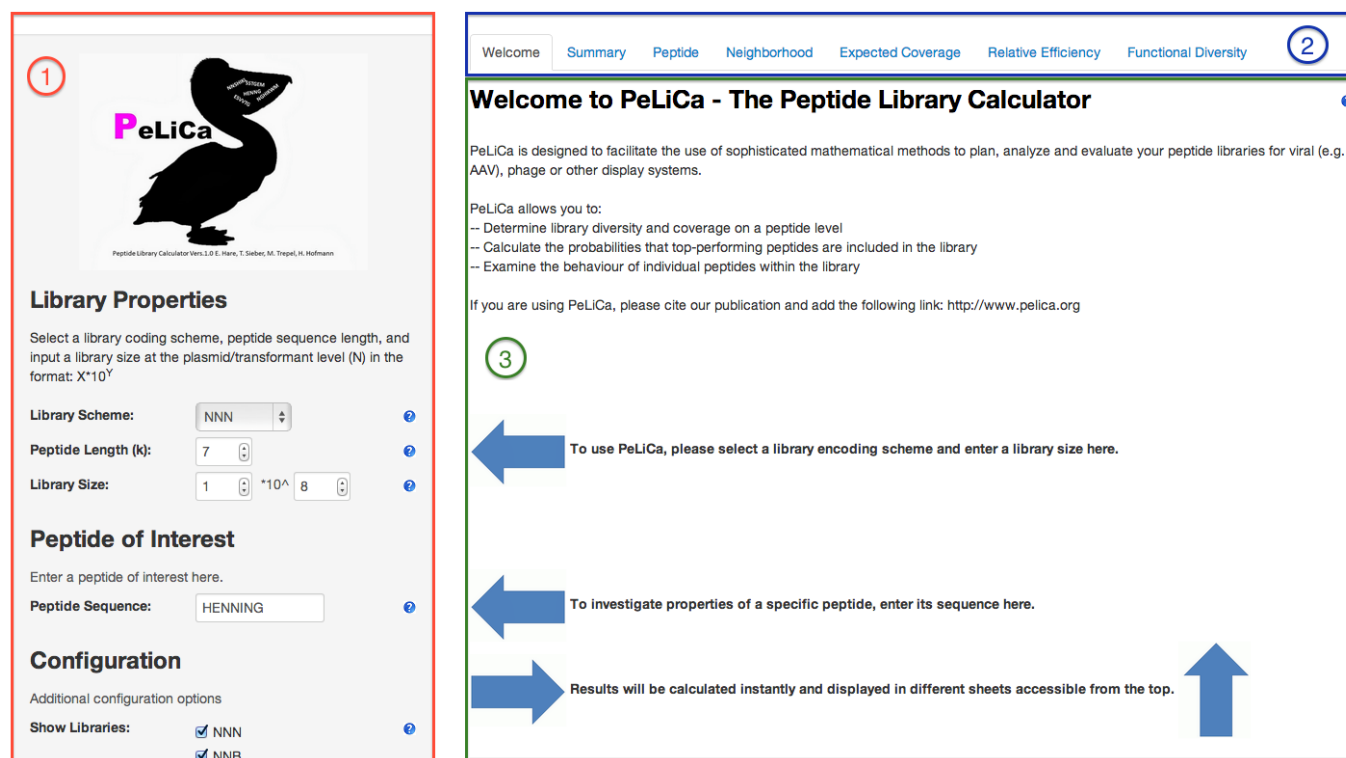 1
PeLiCa
Peptide Library Calculator Vers.1.0 E. Hare, T. Sieber, M. Trepel, H. Hofmann
Library Properties
Select a library coding scheme, peptide sequence length, and
input a library size at the plasmid/transformant level (N) in the
format: X*10^Y
Library Scheme: NNN
Peptide Length (k): 7
Library Size: 1 *10^ 8
Peptide of Interest
Enter a peptide of interest here.
Peptide Sequence: HENNING
Configuration
Additional configuration options
Show Libraries: NNN
NNB
Welcome Summary Peptide Neighborhood Expected Coverage Relative Efficiency Functional Diversity 2
Welcome to PeLiCa - The Peptide Library Calculator
PeLiCa is designed to facilitate the use of sophisticated mathematical methods to plan, analyze and evaluate your peptide libraries for viral (e.g.
AAV), phage or other display systems.
PeLiCa allows you to:
-- Determine library diversity and coverage on a peptide level
-- Calculate the probabilities that top-performing peptides are included in the library
-- Examine the behaviour of individual peptides within the library
If you are using PeLiCa, please cite our publication and add the following link: http://www.pelica.org
3
To use PeLiCa, please select a library encoding scheme and enter a library size here.
To investigate properties of a specific peptide, enter its sequence here.
Results will be calculated instantly and displayed in different sheets accessible from the top.